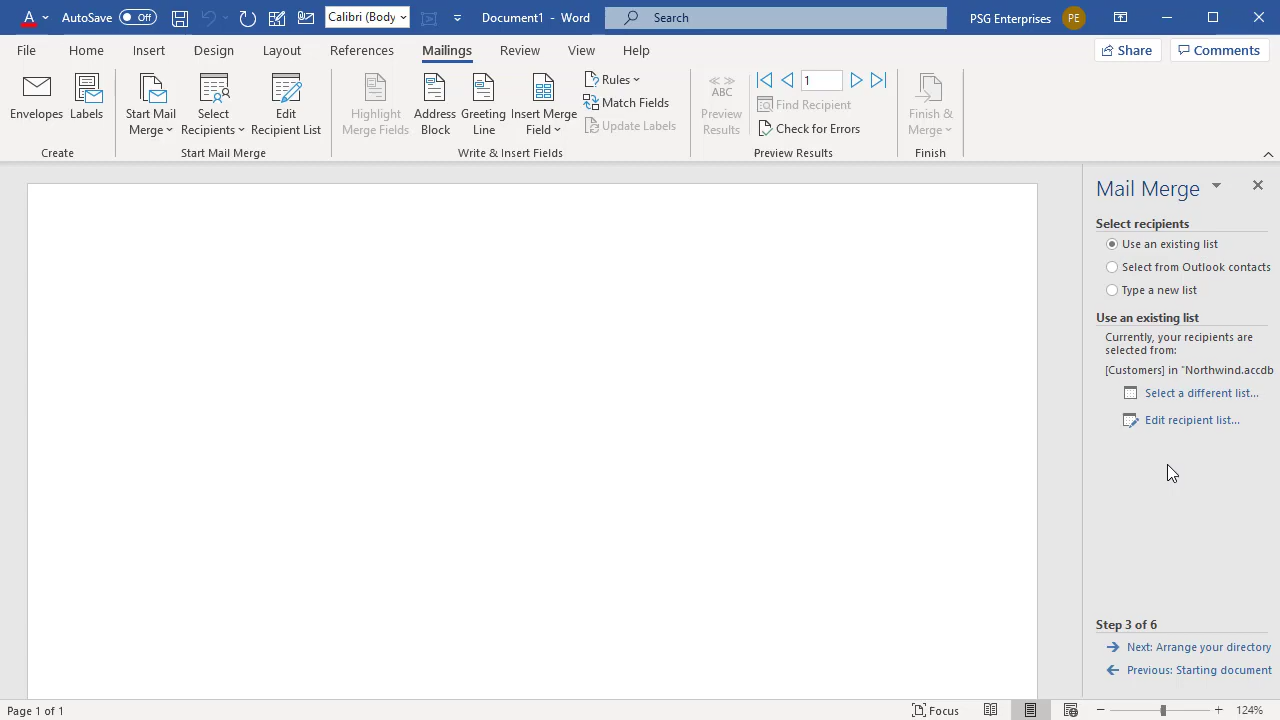 A AutoSave Off Calibri (Body Document1 - Word Search PSG Enterprises PE
File Home Insert Design Layout References Mailings Review View Help Share Comments
Envelopes Labels
Create
Start Mail Merge
Select Recipients
Edit Recipient List
Start Mail Merge
Highlight Merge Fields
Address Block
Greeting Line
Insert Merge Field
Rules
Match Fields
Update Labels
Write & Insert Fields
ABC
Preview Results
1
Find Recipient
Check for Errors
Preview Results
Finish & Merge
Finish
Mail Merge
Select recipients
Use an existing list
Select from Outlook contacts
Type a new list
Use an existing list
Currently, your recipients are
selected from:
[Customers] in "Northwind.accdb
Select a different list...
Edit recipient list...
Step 3 of 6
Next: Arrange your directory
Previous: Starting document
Page 1 of 1 Focus 124%